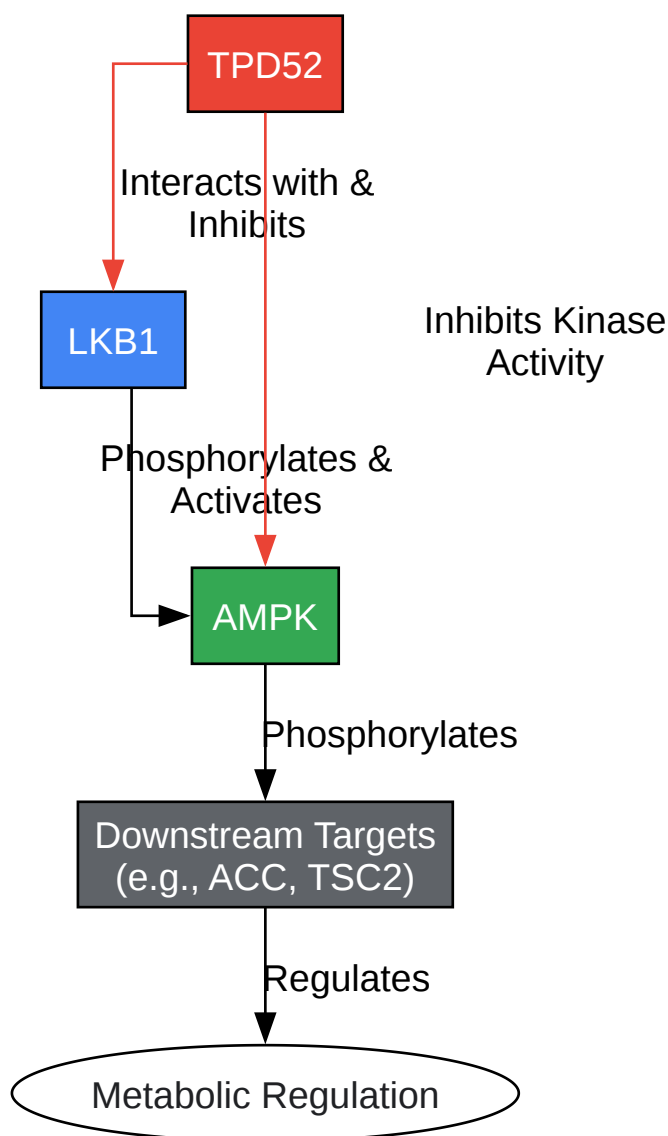 TPD52
Interacts with &
Inhibits
Inhibits Kinase
Activity
LKB1
Phosphorylates &
Activates
AMPK
Phosphorylates
Downstream Targets
(e.g., ACC, TSC2)
Regulates
Metabolic Regulation